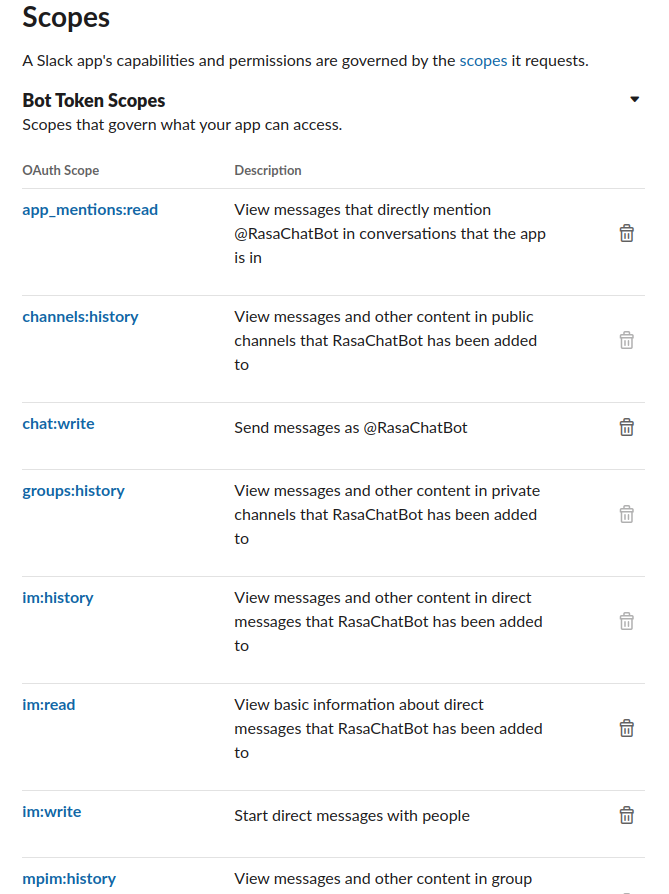 Scopes
A Slack app's capabilities and permissions are governed by the scopes it requests.
Bot Token Scopes
Scopes that govern what your app can access.
OAuth Scope Description
app_mentions:read View messages that directly mention
@RasaChatBot in conversations that the app
is in
channels:history View messages and other content in public
channels that RasaChatBot has been added
to
chat:write Send messages as @RasaChatBot
groups:history View messages and other content in private
channels that RasaChatBot has been added
to
im:history View messages and other content in direct
messages that RasaChatBot has been added
to
im:read View basic information about direct
messages that RasaChatBot has been added
to
im:write Start direct messages with people
mpim:history View messages and other content in group